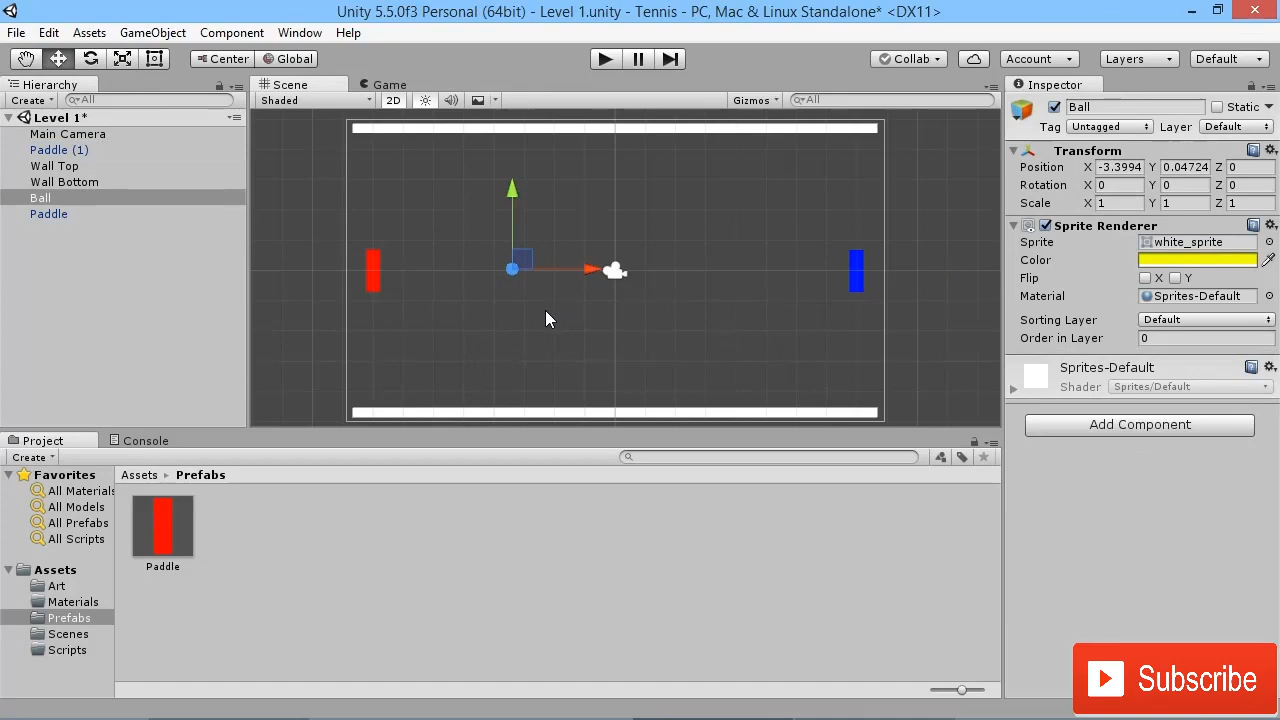 Unity 5.5.0f3 Personal (64bit) - Level 1.unity - Tennis - PC, Mac & Linux Standalone* <DX11>
File Edit Assets GameObject Component Window Help
Center Global Collab Account Layers Default
Hierarchy
Create All
Level 1*
Main Camera
Paddle (1)
Wall Top
Wall Bottom
Ball
Paddle
Scene Game
Shaded 2D Gizmos All
Inspector
Ball Static
Tag Untagged Layer Default
Transform
Position X -3.3994 Y 0.04724 Z 0
Rotation X 0 Y 0 Z 0
Scale X 1 Y 1 Z 1
Sprite Renderer
Sprite white_sprite
Color
Flip X Y
Material Sprites-Default
Sorting Layer Default
Order in Layer 0
Sprites-Default
Shader Sprites/Default
Add Component
Project Console
Create
Favorites
All Materials
All Models
All Prefabs
All Scripts
Assets
Art
Materials
Prefabs
Scenes
Scripts
Assets Prefabs
Paddle
Subscribe